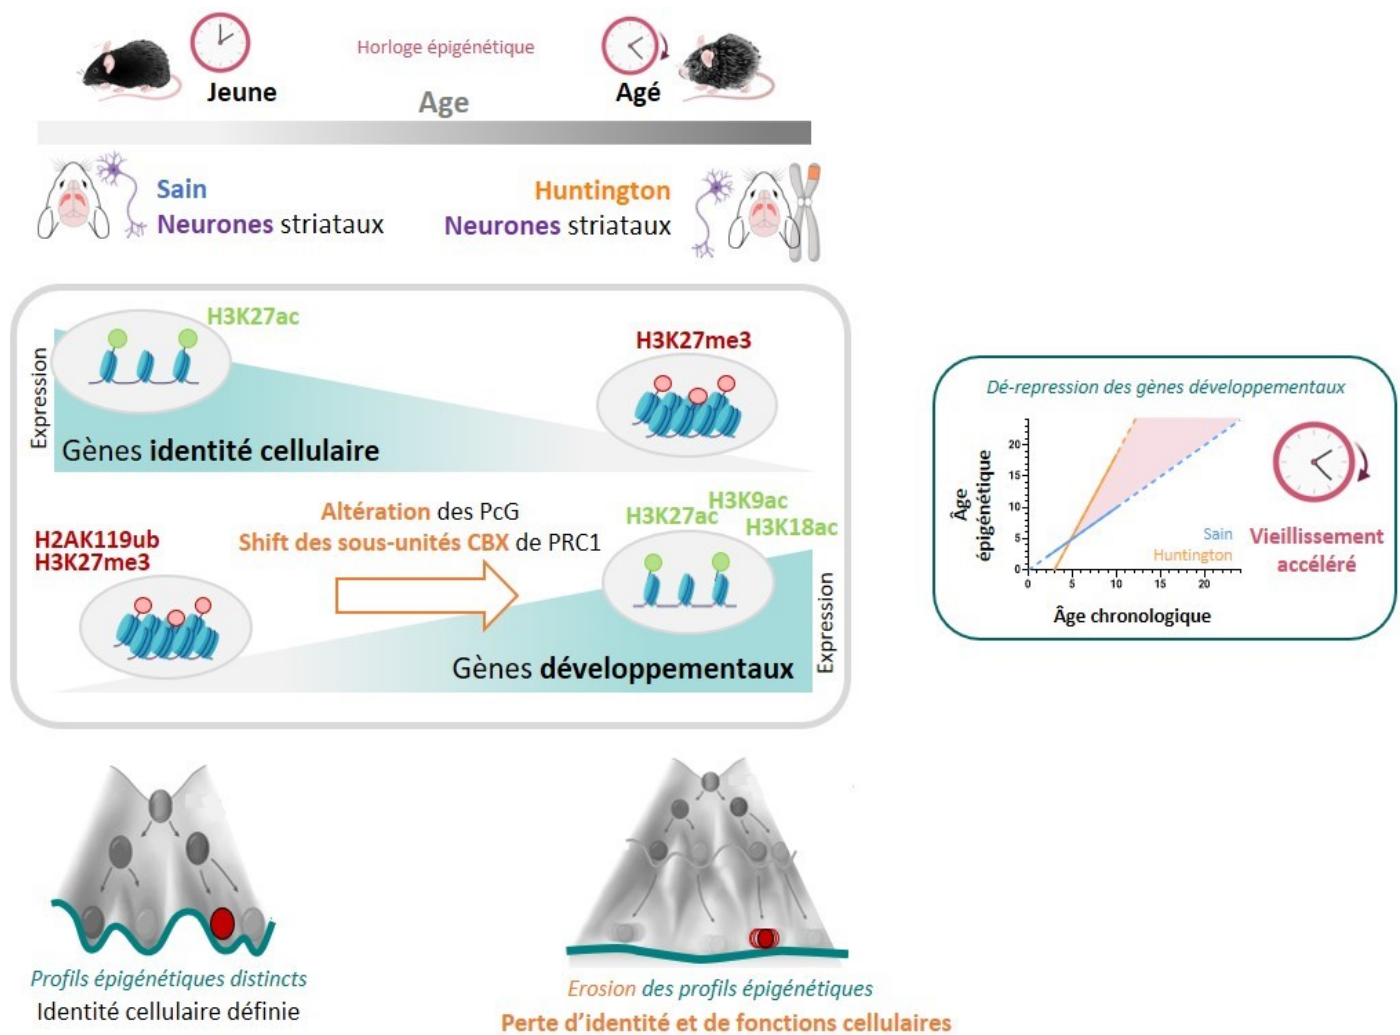 Horloge épigénétique
Jeune
Age
Agé
Sain
Neurones striataux
Huntington
Neurones striataux
H3K27ac
H3K27me3
Expression
Gènes identité cellulaire
H2AK119ub
H3K27me3
Altération des PcG
Shift des sous-unités CBX de PRC1
H3K27ac
H3K9ac
H3K18ac
Gènes développementaux
Expression
Dé-repression des gènes développementaux
Âge
épigénétique
20
15
10
5
0
0 5 10 15 20
Sain
Huntington
Âge chronologique
Vieillissement
accéléré
Profils épigénétiques distincts
Identité cellulaire définie
Erosion des profils épigénétiques
Perte d'identité et de fonctions cellulaires